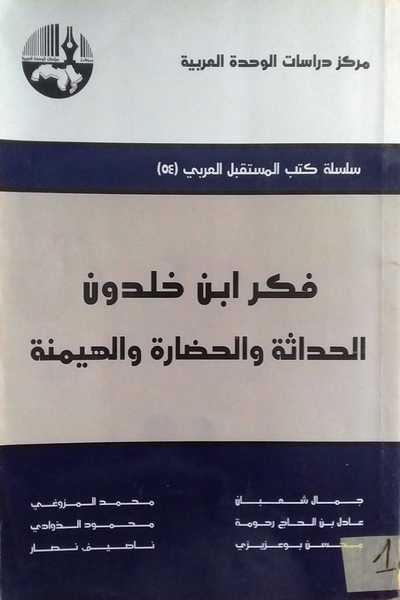 مركز دراسات الوحدة العربية
سلسلة كتب المستقبل العربي (٥٤)
فكر ابن خلدون
الحداثة والحضارة والهيمنة
جمال شعبان
محمد المزوغي
عادل بن الحاج رحومة
محمود الذوادي
محسن بوعزيزي
ناصيف نصار
1